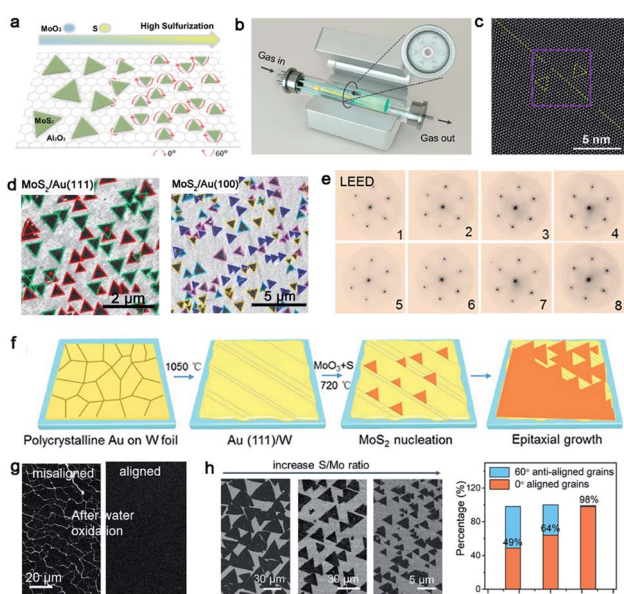 a
MoO₃
S
High Sulfurization
MoS₂
Al₂O₃
0°
60°
b
Gas in
Gas out
c
5 nm
d
MoS₂/Au(111)
2 μm
MoS₂/Au(100)
5 μm
e
LEED
1
2
3
4
5
6
7
8
f
1050 ℃
MoO₃+S
720 ℃
Polycrystalline Au on W foil
Au (111)/W
MoS₂ nucleation
Epitaxial growth
g
misaligned
aligned
After water
oxidation
20 μm
h
increase S/Mo ratio
30 μm
30 μm
5 μm
60° anti-aligned grains
0° aligned grains
Percentage (%)
100
80
60
40
20
0
49%
64%
98%